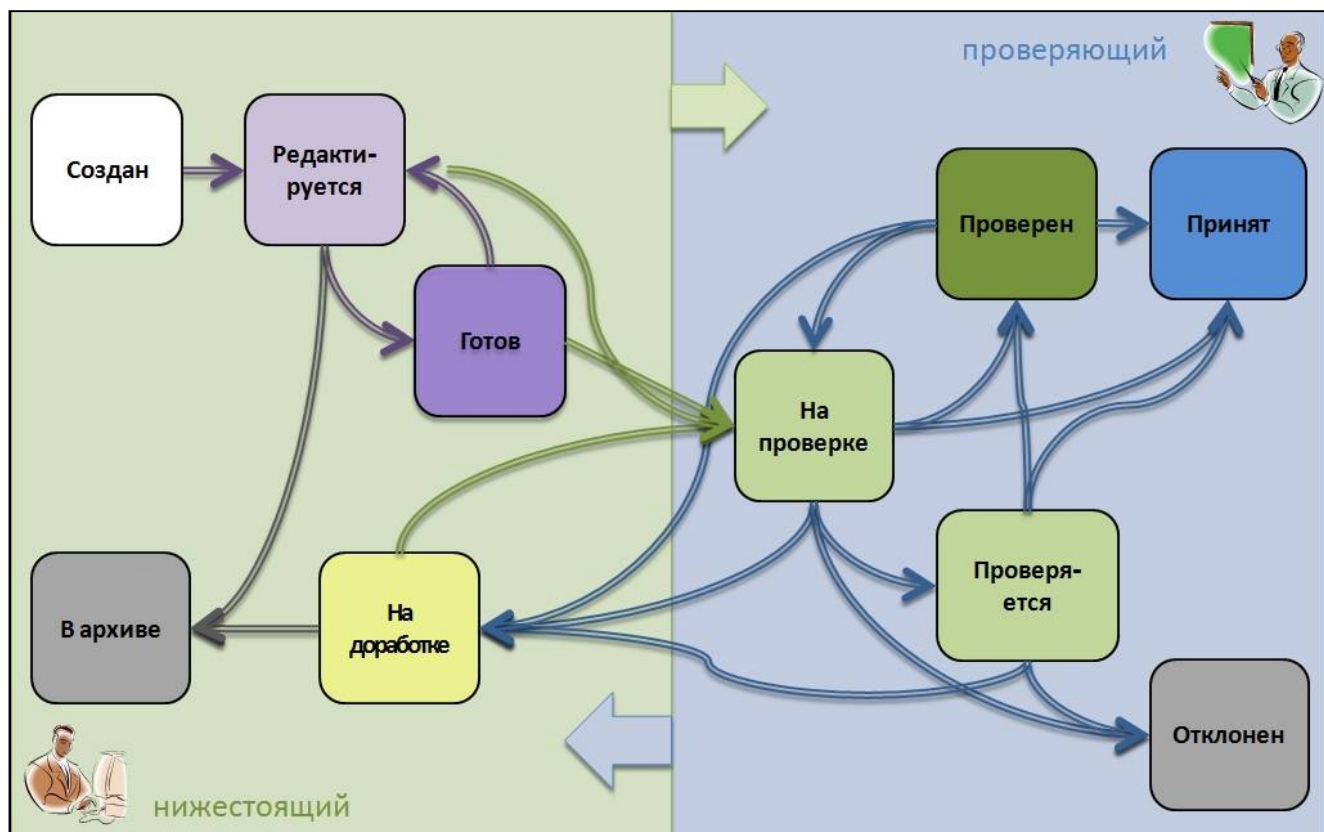 проверяющий
Создан
Редакти-
руется
Готов
Проверен
Принят
На
проверке
Проверя-
ется
В архиве
На
доработке
Отклонен
нижестоящий